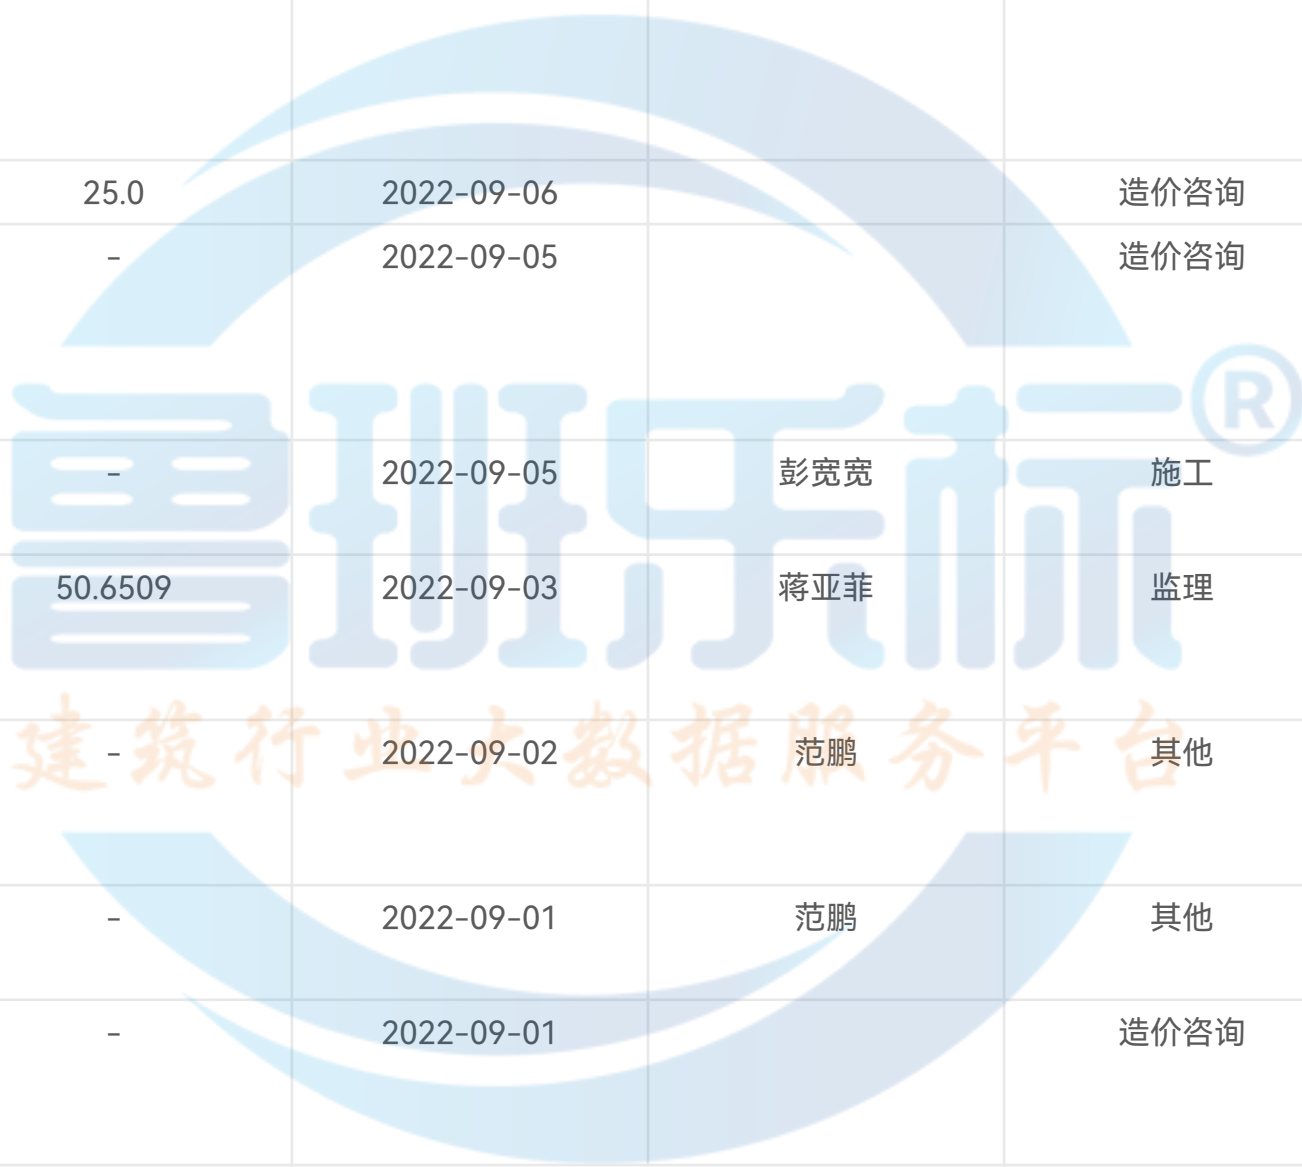 25.0 2022-09-06 造价咨询
- 2022-09-05 造价咨询
鲁班乐标®
- 2022-09-05 彭宽宽 施工
50.6509 2022-09-03 蒋亚菲 监理
建筑行业大数据服务平台
- 2022-09-02 范鹏 其他
- 2022-09-01 范鹏 其他
- 2022-09-01 造价咨询